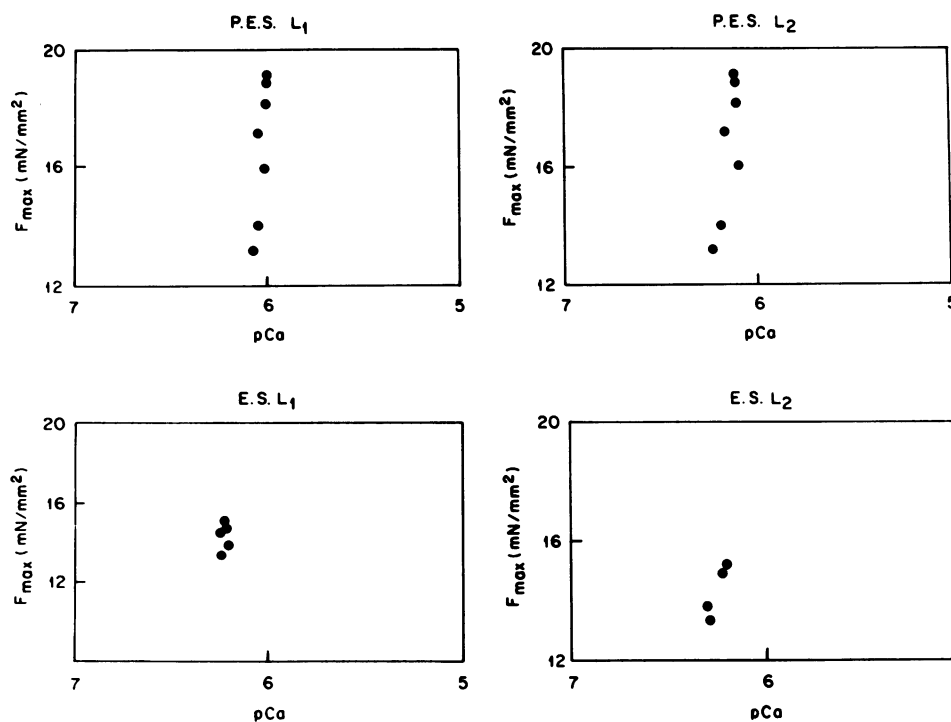 P.E.S. L1
20
16
12
Fmax (mN/mm²)
7 6 5
pCa
P.E.S. L2
20
16
12
Fmax (mN/mm²)
7 6 5
pCa
E.S. L1
20
16
12
Fmax (mN/mm²)
7 6 5
pCa
E.S. L2
20
16
12
Fmax (mN/mm²)
7 6
pCa